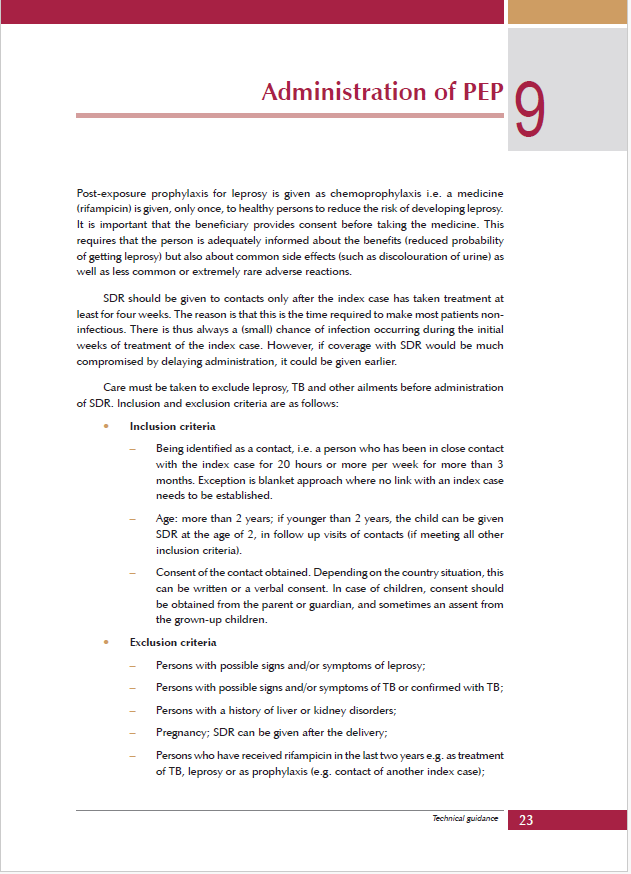 Administration of PEP
9
Post-exposure prophylaxis for leprosy is given as chemoprophylaxis i.e. a medicine
(rifampicin) is given, only once, to healthy persons to reduce the risk of developing leprosy.
It is important that the beneficiary provides consent before taking the medicine. This
requires that the person is adequately informed about the benefits (reduced probability
of getting leprosy) but also about common side effects (such as discolouration of urine) as
well as less common or extremely rare adverse reactions.
SDR should be given to contacts only after the index case has taken treatment at
least for four weeks. The reason is that this is the time required to make most patients non-
infectious. There is thus always a (small) chance of infection occurring during the initial
weeks of treatment of the index case. However, if coverage with SDR would be much
compromised by delaying administration, it could be given earlier.
Care must be taken to exclude leprosy, TB and other ailments before administration
of SDR. Inclusion and exclusion criteria are as follows:
• Inclusion criteria
– Being identified as a contact, i.e. a person who has been in close contact
with the index case for 20 hours or more per week for more than 3
months. Exception is blanket approach where no link with an index case
needs to be established.
– Age: more than 2 years; if younger than 2 years, the child can be given
SDR at the age of 2, in follow up visits of contacts (if meeting all other
inclusion criteria).
– Consent of the contact obtained. Depending on the country situation, this
can be written or a verbal consent. In case of children, consent should
be obtained from the parent or guardian, and sometimes an assent from
the grown-up children.
• Exclusion criteria
– Persons with possible signs and/or symptoms of leprosy;
– Persons with possible signs and/or symptoms of TB or confirmed with TB;
– Persons with a history of liver or kidney disorders;
– Pregnancy; SDR can be given after the delivery;
– Persons who have received rifampicin in the last two years e.g. as treatment
of TB, leprosy or as prophylaxis (e.g. contact of another index case);
Technical guidance 23